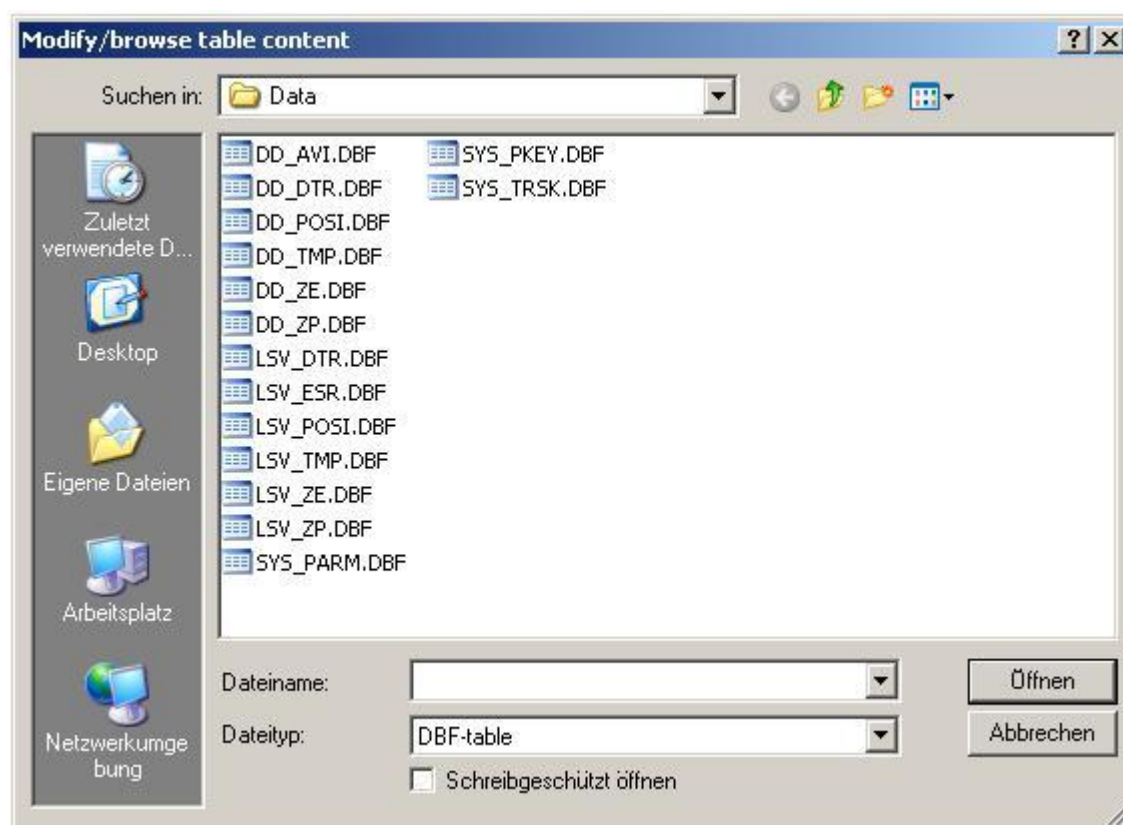 Modify/browse table content
Suchen in:
Data
Zuletzt
verwendete D...
Desktop
Eigene Dateien
Arbeitsplatz
Netzwerkumge
bung
DD_AVI.DBF
DD_DTR.DBF
DD_POSI.DBF
DD_TMP.DBF
DD_ZE.DBF
DD_ZP.DBF
LSV_DTR.DBF
LSV_ESR.DBF
LSV_POSI.DBF
LSV_TMP.DBF
LSV_ZE.DBF
LSV_ZP.DBF
SYS_PARM.DBF
SYS_PKEY.DBF
SYS_TRSK.DBF
Dateiname:
Öffnen
Dateityp:
DBF-table
Abbrechen
Schreibgeschützt öffnen